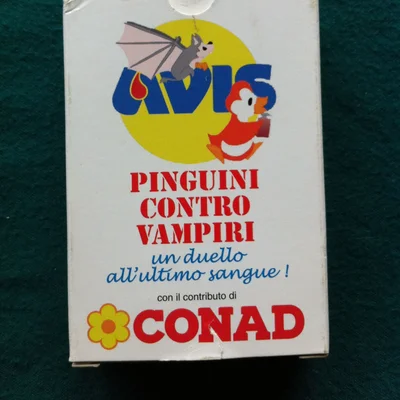 AVIS
PINGUINI
CONTRO
VAMPIRI
un duello
all'ultimo sangue !
con il contributo di
CONAD